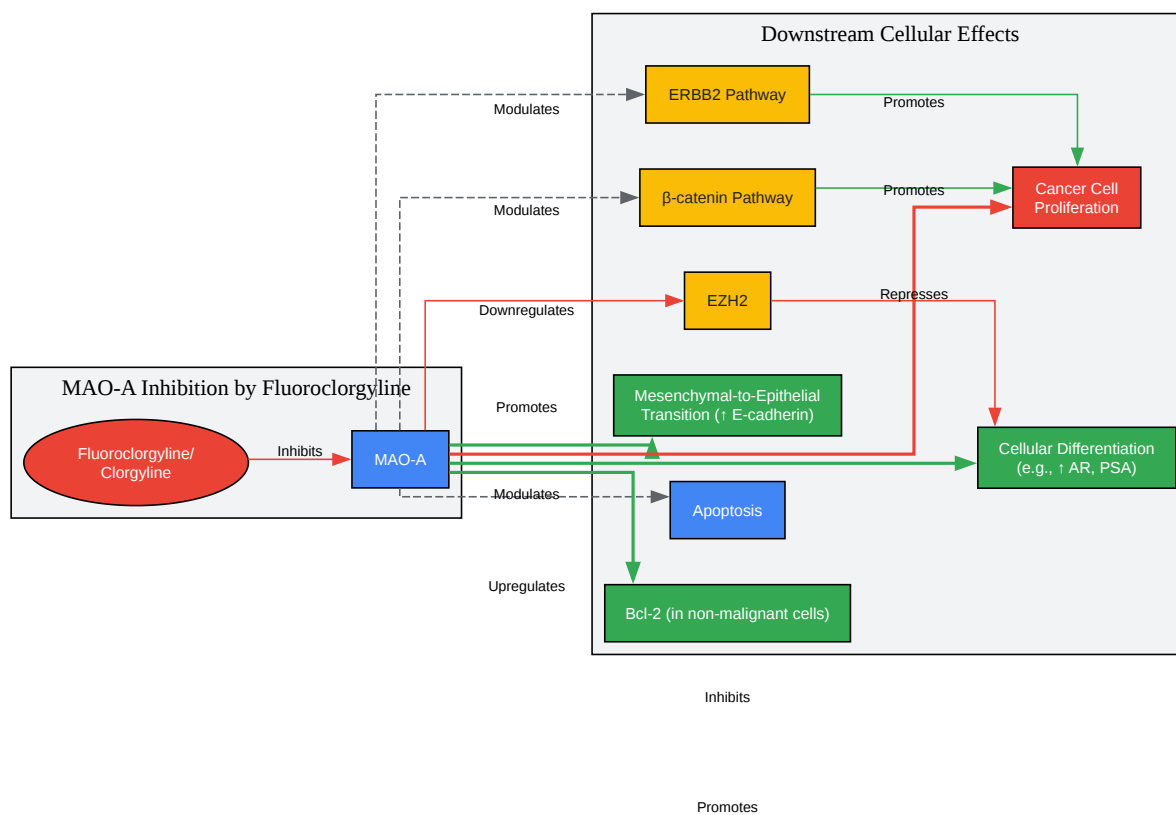 Downstream Cellular Effects
ERBB2 Pathway
Modulates
Promotes
β-catenin Pathway
Modulates
Promotes
Cancer Cell
Proliferation
EZH2
Downregulates
Represses
MAO-A Inhibition by Fluoroclorgyline
Fluoroclorgyline/
Clorgyline
Inhibits
MAO-A
Promotes
Mesenchymal-to-Epithelial
Transition (↑ E-cadherin)
Cellular Differentiation
(e.g., ↑ AR, PSA)
Modulates
Apoptosis
Upregulates
Bcl-2 (in non-malignant cells)
Inhibits
Promotes